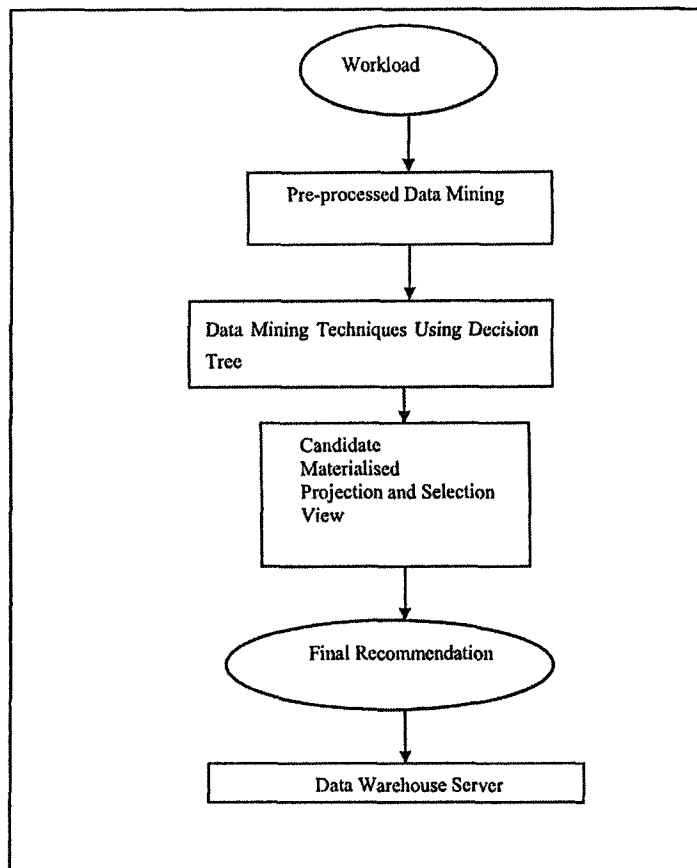 Workload
Pre-processed Data Mining
Data Mining Techniques Using Decision
Tree
Candidate
Materialised
Projection and Selection
View
Final Recommendation
Data Warehouse Server